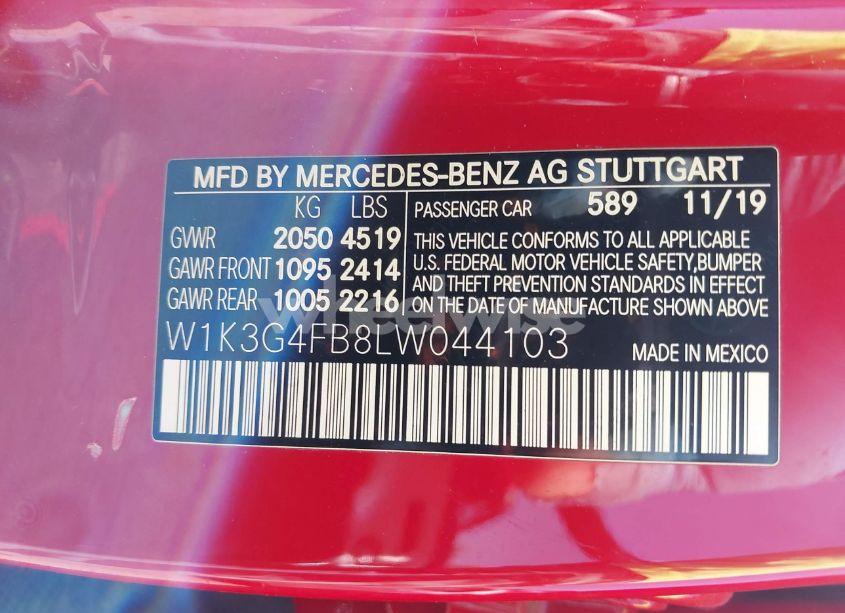 MFD BY MERCEDES-BENZ AG STUTTGART
KG LBS
GVWR 2050 4519
GAWR FRONT 1095 2414
GAWR REAR 1005 2216
PASSENGER CAR 589 11/19
THIS VEHICLE CONFORMS TO ALL APPLICABLE
U.S. FEDERAL MOTOR VEHICLE SAFETY,BUMPER
AND THEFT PREVENTION STANDARDS IN EFFECT
ON THE DATE OF MANUFACTURE SHOWN ABOVE
wheelwise
W1K3G4FB8LW044103
MADE IN MEXICO